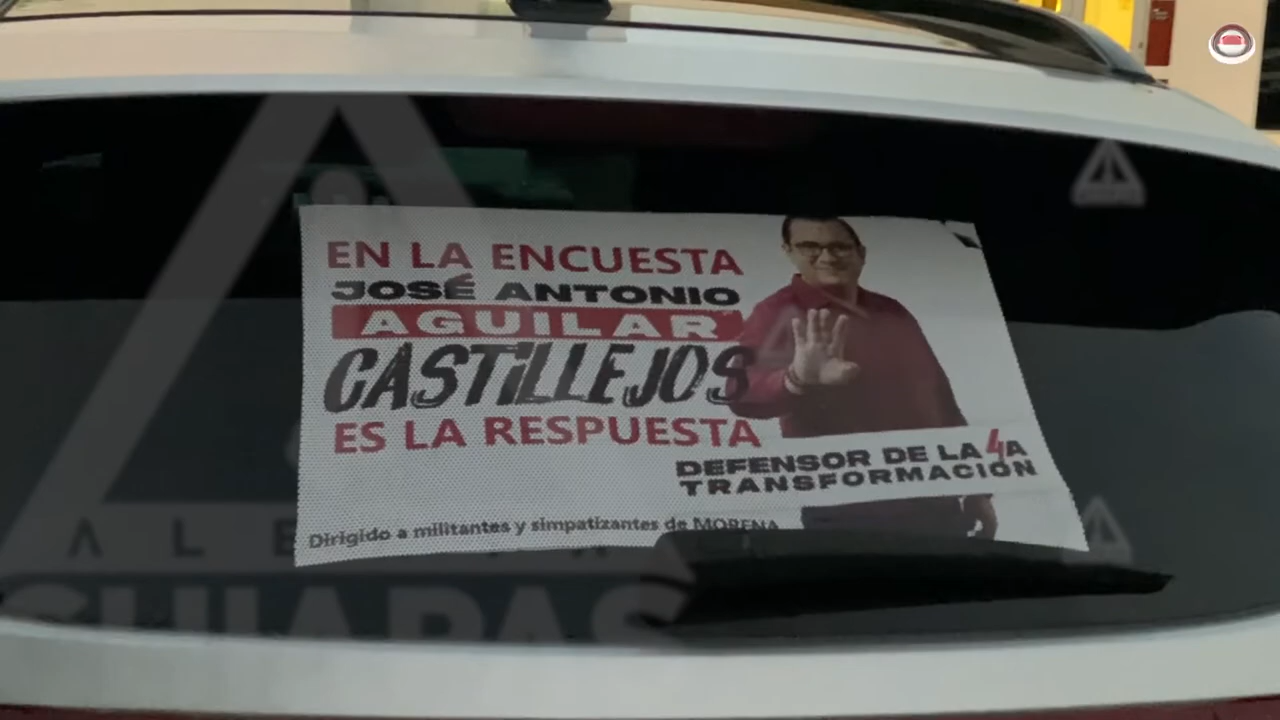 EN LA ENCUESTA
JOSÉ ANTONIO
AGUILAR
CASTILLEJOS
ES LA RESPUESTA
DEFENSOR DE LA 4A
TRANSFORMACIÓN
Dirigido a militantes y simpatizantes de MORENA
CHIAPAS